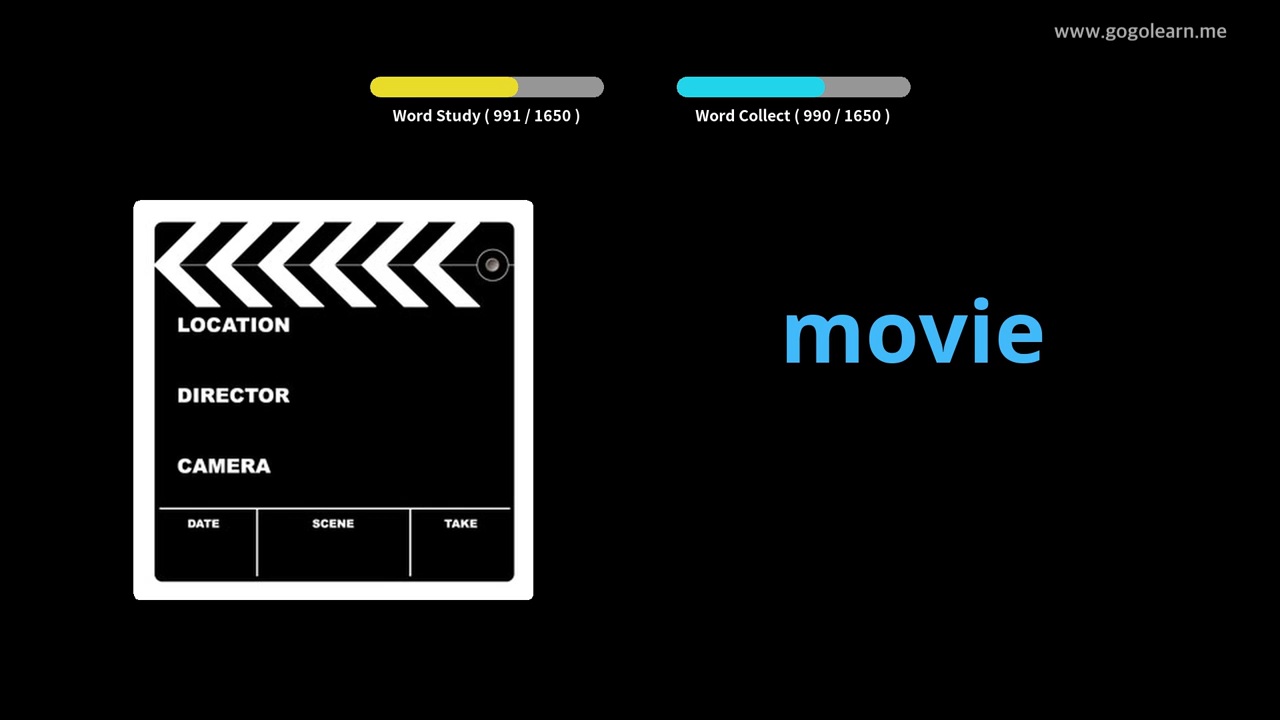 www.gogolearn.me
Word Study ( 991 / 1650 )
Word Collect ( 990 / 1650 )
LOCATION
DIRECTOR
CAMERA
DATE
SCENE
TAKE
movie